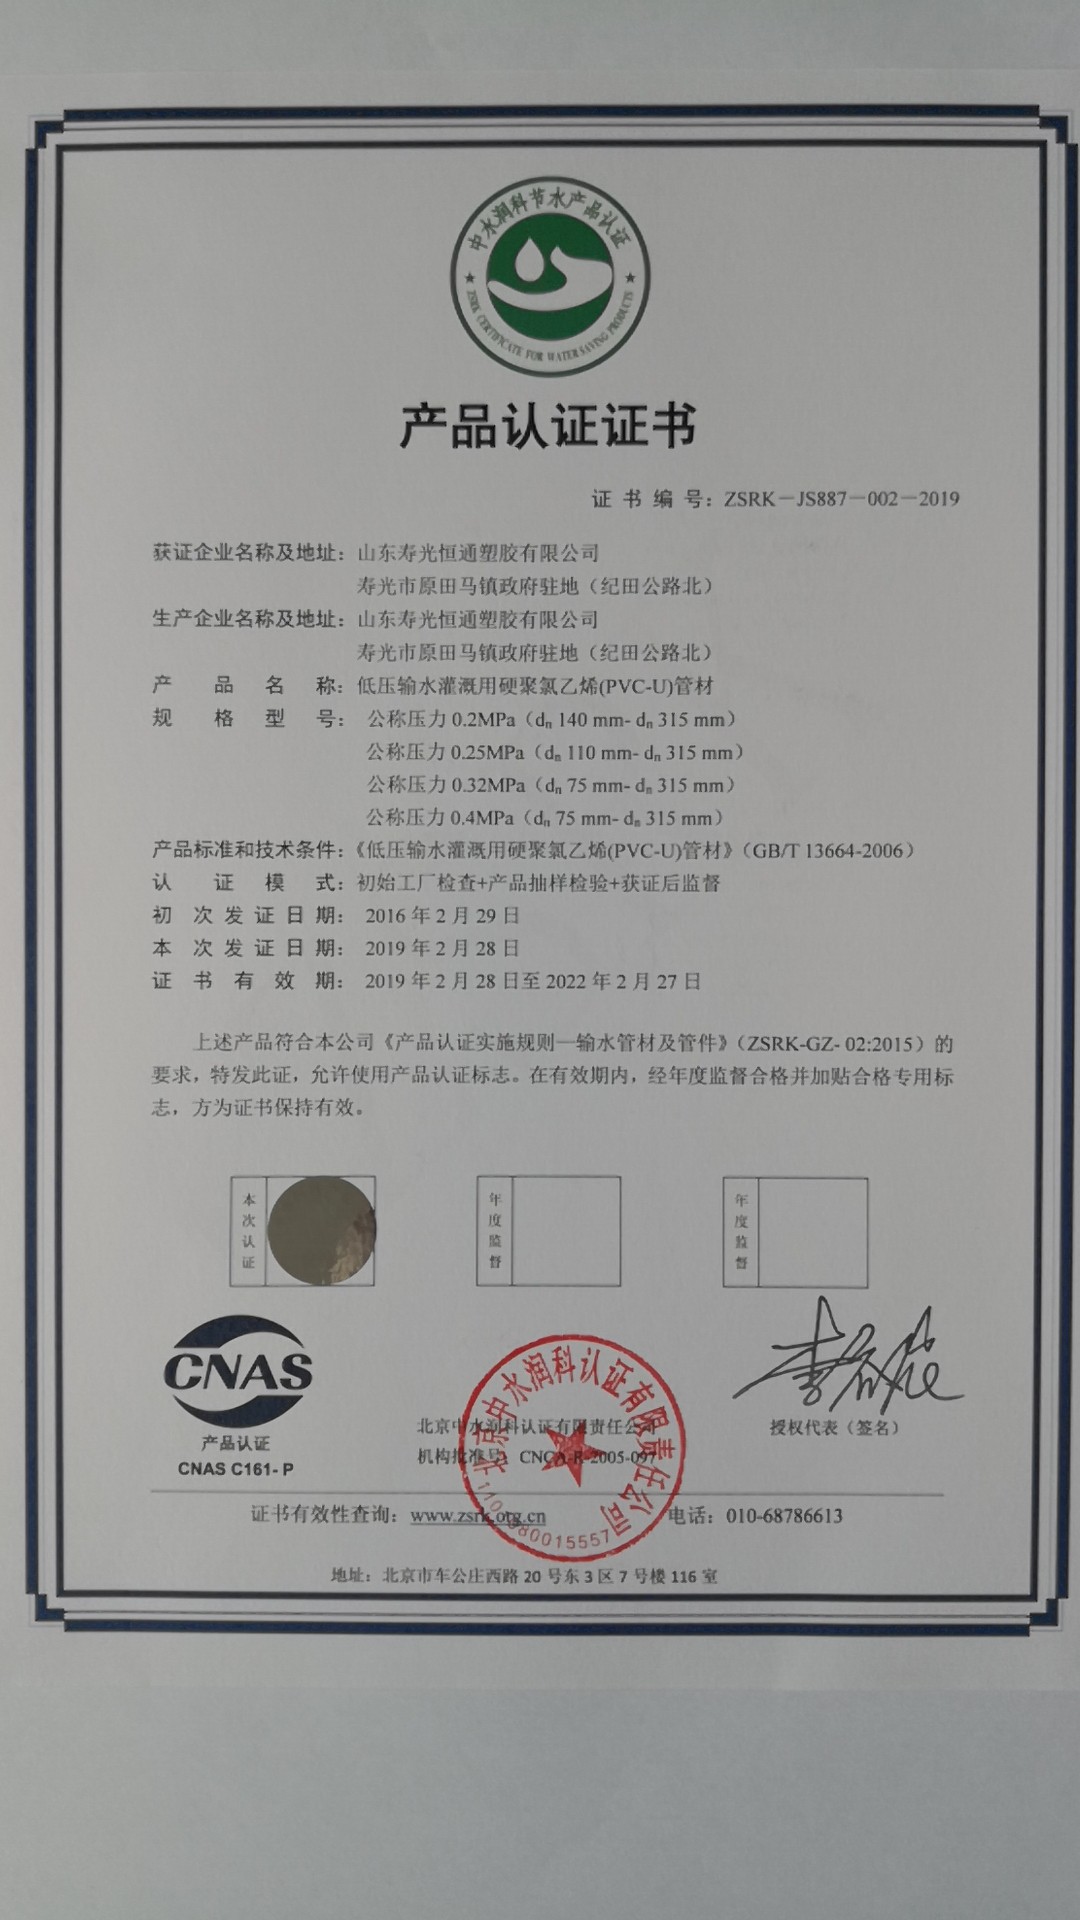 中水润科节水产品认证
ZSRK CERTIFICATE FOR WATER SAVING PRODUCTS
产品认证证书
证书编号：ZSRK－JS887－002－2019
获证企业名称及地址：山东寿光恒通塑胶有限公司
寿光市原田马镇政府驻地（纪田公路北）
生产企业名称及地址：山东寿光恒通塑胶有限公司
寿光市原田马镇政府驻地（纪田公路北）
产品名称：低压输水灌溉用硬聚氯乙烯(PVC-U)管材
规格型号：公称压力 0.2MPa（dn 140 mm- dn 315 mm）
公称压力 0.25MPa（dn 110 mm- dn 315 mm）
公称压力 0.32MPa（dn 75 mm- dn 315 mm）
公称压力 0.4MPa（dn 75 mm- dn 315 mm）
产品标准和技术条件：《低压输水灌溉用硬聚氯乙烯(PVC-U)管材》（GB/T 13664-2006）
认证模式：初始工厂检查+产品抽样检验+获证后监督
初次发证日期：2016 年 2 月 29 日
本次发证日期：2019 年 2 月 28 日
证书有效期：2019 年 2 月 28 日至 2022 年 2 月 27 日
上述产品符合本公司《产品认证实施规则—输水管材及管件》（ZSRK-GZ- 02:2015）的
要求，特发此证，允许使用产品认证标志。在有效期内，经年度监督合格并加贴合格专用标
志，方为证书保持有效。
本次认证
年度监督
年度监督
CNAS
产品认证
CNAS C161- P
北京中水润科认证有限责任公司
机构批准号：CNCA-R-2005-097
北京中水润科认证有限责任公司
授权代表（签名）
证书有效性查询：www.zsrk.org.cn
电话：010-68786613
地址：北京市车公庄西路 20 号东 3 区 7 号楼 116 室